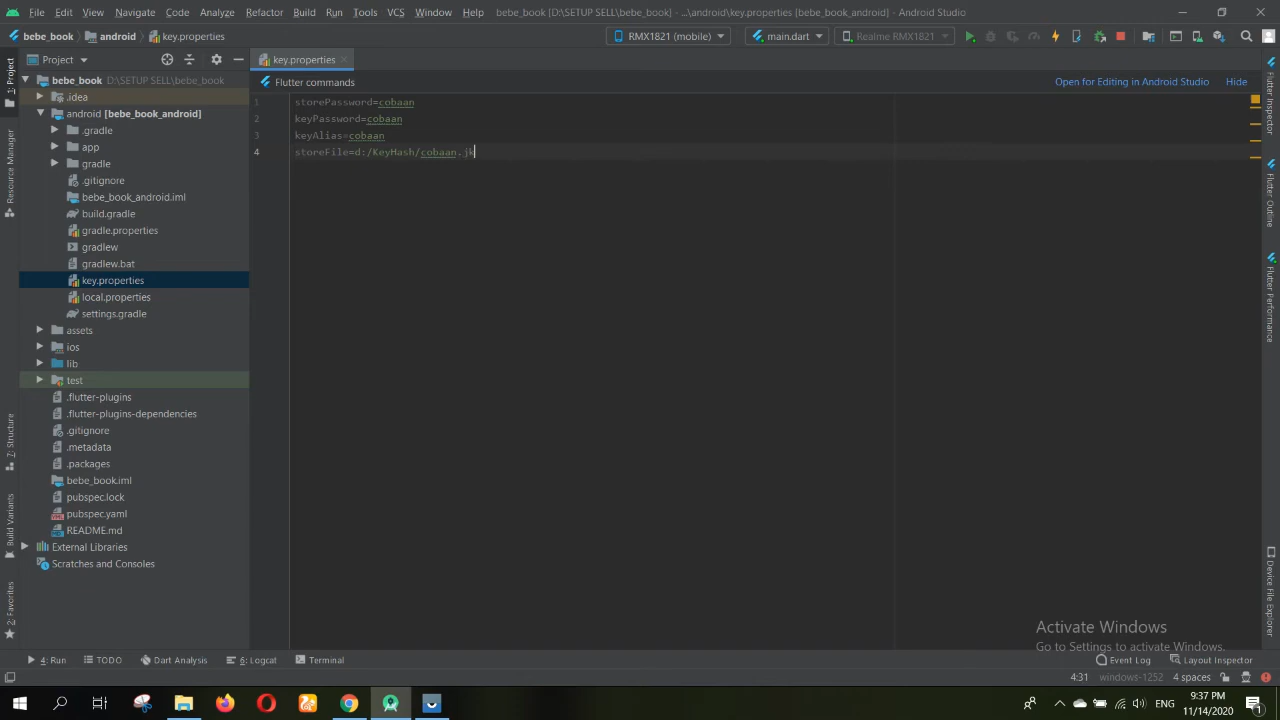 File Edit View Navigate Code Analyze Refactor Build Run Tools VCS Window Help bebe_book [D:\SETUP SELL\bebe_book] - ...\android\key.properties [bebe_book_android] - Android Studio
bebe_book android key.properties RMX1821 (mobile) main.dart Realme RMX1821
Project key.properties
bebe_book D:\SETUP SELL\bebe_book
Flutter commands Open for Editing in Android Studio Hide
.idea
android [bebe_book_android]
.gradle
app
gradle
.gitignore
bebe_book_android.iml
build.gradle
gradle.properties
gradlew
gradlew.bat
key.properties
local.properties
settings.gradle
assets
ios
lib
test
.flutter-plugins
.flutter-plugins-dependencies
.gitignore
.metadata
.packages
bebe_book.iml
pubspec.lock
pubspec.yaml
README.md
External Libraries
Scratches and Consoles
1 storePassword=cobaan
2 keyPassword=cobaan
3 keyAlias=cobaan
4 storeFile=d:/KeyHash/cobaan.jk
1: Project
Resource Manager
7: Structure
Build Variants
2: Favorites
Flutter Inspector
Flutter Outline
Flutter Performance
Device File Explorer
Activate Windows
Go to Settings to activate Windows.
4: Run TODO Dart Analysis 6: Logcat Terminal Event Log Layout Inspector
4:31 windows-1252 4 spaces
9:37 PM
11/14/2020
1